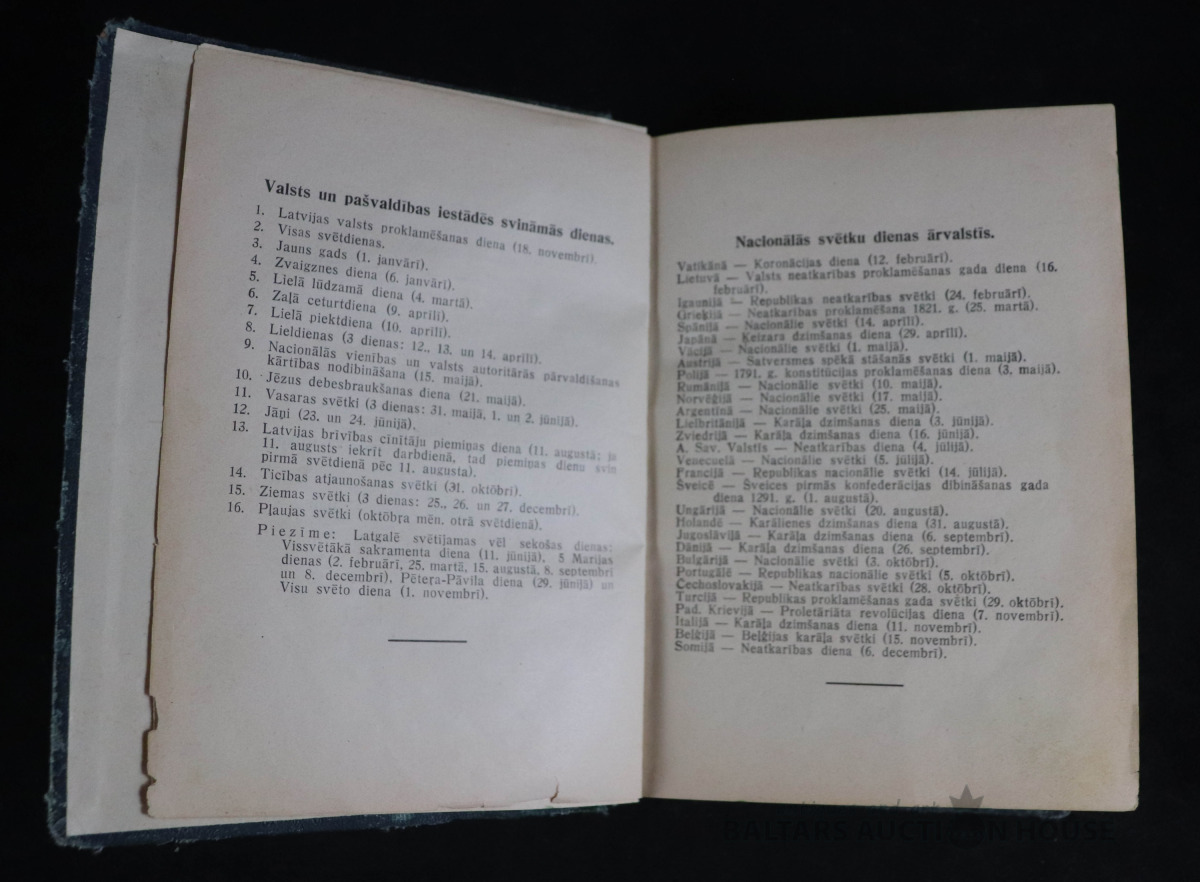 Valsts un pašvaldības iestādēs svināmās dienas.
1. Latvijas valsts proklamēšanas diena (18. novembrī).
2. Visas svētdienas.
3. Jauns gads (1. janvārī).
4. Zvaigznes diena (6. janvārī).
5. Lielā lūdzamā diena (4. martā).
6. Zaļā ceturtdiena (9. aprilī).
7. Lielā piektdiena (10. aprilī).
8. Lieldienas (3 dienas: 12., 13. un 14. aprilī).
9. Nacionālās vienības un valsts autoritārās pārvaldīšanas
kārtības nodibināšana (15. maijā).
10. Jēzus debesbraukšanas diena (21. maijā).
11. Vasaras svētki (3 dienas: 31. maijā, 1. un 2. jūnijā).
12. Jāņi (23. un 24. jūnijā).
13. Latvijas brīvības cīnītāju piemiņas diena (11. augustā; ja
11. augusts iekrīt darbdienā, tad piemiņas dienu svin
pirmā svētdienā pēc 11. augusta).
14. Ticības atjaunošanas svētki (31. oktobrī).
15. Ziemas svētki (3 dienas: 25., 26. un 27. decembrī).
16. Pļaujas svētki (oktobra mēn. otrā svētdienā).
Piezīme: Latgalē svētījamas vēl sekošas dienas:
Vissvētākā sakramenta diena (11. jūnijā), 5 Marijas
dienas (2. februārī, 25. martā, 15. augustā, 8. septembrī
un 8. decembrī), Pētera-Pāvila diena (29. jūnijā) un
Visu svēto diena (1. novembrī).
Nacionālās svētku dienas ārvalstīs.
Vatikānā — Koronācijas diena (12. februārī).
Lietuvā — Valsts neatkarības proklamēšanas gada diena (16.
februārī).
Igaunijā — Republikas neatkarības svētki (24. februārī).
Grieķijā — Neatkarības proklamēšana 1821. g. (25. martā).
Spānijā — Nacionālie svētki (14. aprilī).
Japānā — Ķeizara dzimšanas diena (29. aprilī).
Vācijā — Nacionālie svētki (1. maijā).
Austrijā — Satversmes spēkā stāšanās svētki (1. maijā).
Polijā — 1791. g. konstitūcijas proklamēšanas diena (3. maijā).
Rumānijā — Nacionālie svētki (10. maijā).
Norvēģijā — Nacionālie svētki (17. maijā).
Argentīnā — Nacionālie svētki (25. maijā).
Lielbritānijā — Karāļa dzimšanas diena (3. jūnijā).
Zviedrijā — Karāļa dzimšanas diena (16. jūnijā).
A. Sav. Valstīs — Neatkarības diena (4. jūlijā).
Venecuelā — Nacionālie svētki (5. jūlijā).
Francijā — Republikas nacionālie svētki (14. jūlijā).
Šveicē — Šveices pirmās konfederācijas dibināšanas gada
diena 1291. g. (1. augustā).
Ungārijā — Nacionālie svētki (20. augustā).
Holandē — Karālienes dzimšanas diena (31. augustā).
Jugoslāvijā — Karāļa dzimšanas diena (6. septembrī).
Dānijā — Karāļa dzimšanas diena (26. septembrī).
Bulgārijā — Nacionālie svētki (3. oktobrī).
Portugālē — Republikas nacionālie svētki (5. oktobrī).
Čechoslovakijā — Neatkarības svētki (28. oktobrī).
Turcijā — Republikas proklamēšanas gada svētki (29. oktobrī).
Pad. Krievijā — Proletāriāta revolūcijas diena (7. novembrī).
Italijā — Karāļa dzimšanas diena (11. novembrī).
Beļģijā — Beļģijas karāļa svētki (15. novembrī).
Somijā — Neatkarības diena (6. decembrī).
BALTARS AUCTION HOUSE